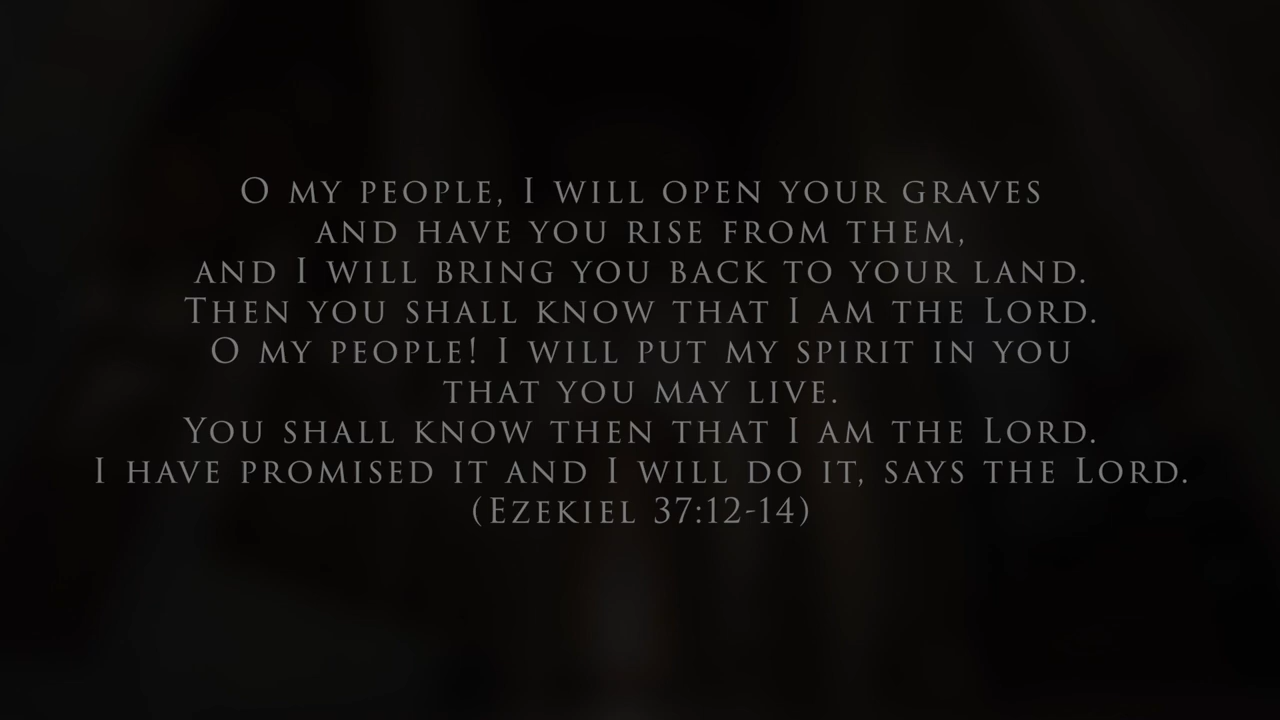 O my people, I will open your graves
and have you rise from them,
and I will bring you back to your land.
Then you shall know that I am the Lord.
O my people! I will put my spirit in you
that you may live.
You shall know then that I am the Lord.
I have promised it and I will do it, says the Lord.
(Ezekiel 37:12-14)